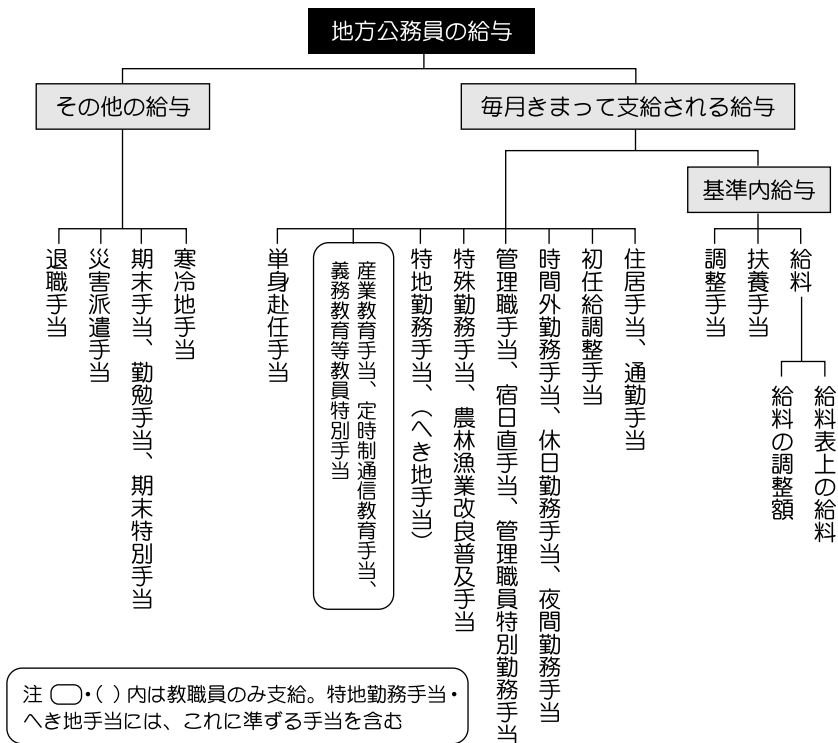 地方公務員の給与
その他の給与
毎月きまって支給される給与
基準内給与
給料
扶養手当
調整手当
給料表上の給料
給料の調整額
住居手当、通勤手当
初任給調整手当
時間外勤務手当、休日勤務手当、夜間勤務手当
管理職手当、宿日直手当、管理職員特別勤務手当
特殊勤務手当、農林漁業改良普及手当
特地勤務手当、（へき地手当）
産業教育手当、定時制通信教育手当、
義務教育等教員特別手当
単身赴任手当
寒冷地手当
期末手当、勤勉手当、期末特別手当
災害派遣手当
退職手当
注 ・( ) 内は教職員のみ支給。特地勤務手当・
へき地手当には、これに準ずる手当を含む